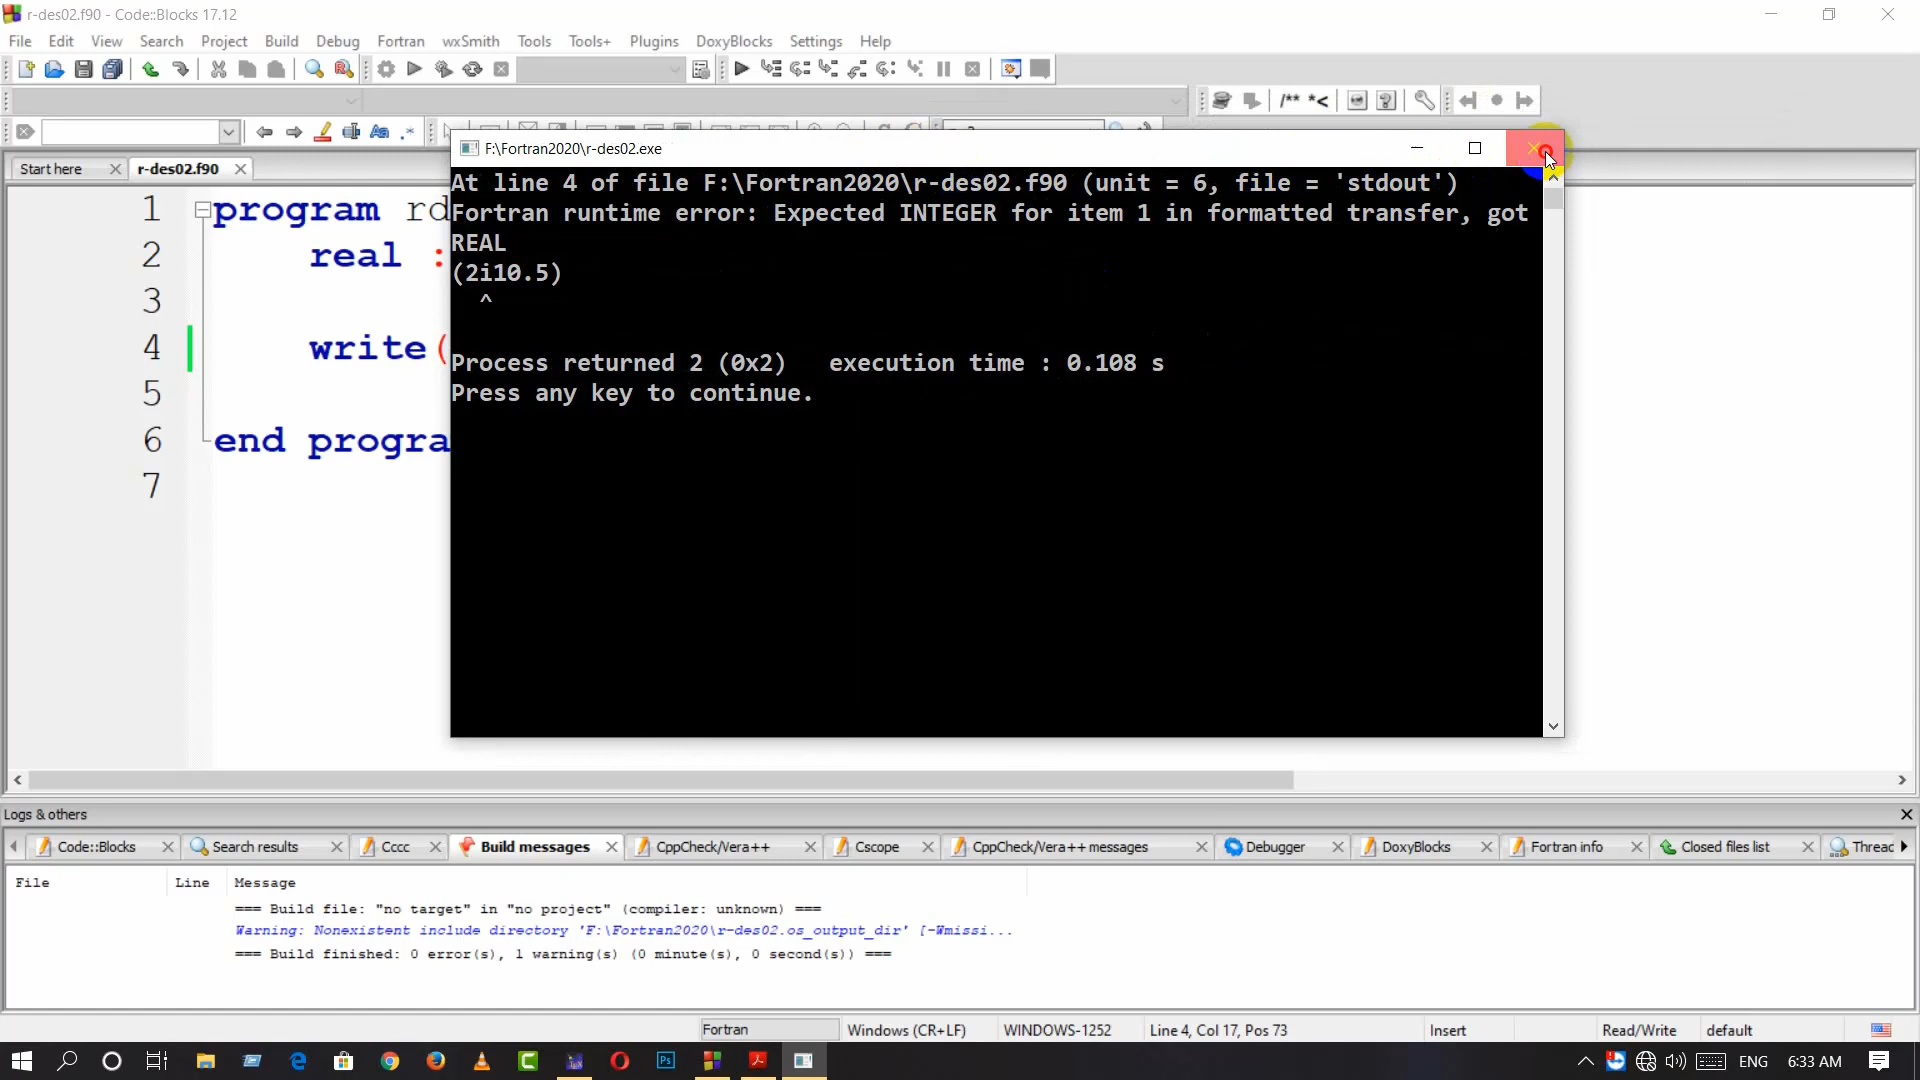 r-des02.f90 - Code::Blocks 17.12
File Edit View Search Project Build Debug Fortran wxSmith Tools Tools+ Plugins DoxyBlocks Settings Help
/** *<
Start here r-des02.f90
F:\Fortran2020\r-des02.exe
At line 4 of file F:\Fortran2020\r-des02.f90 (unit = 6, file = 'stdout')
Fortran runtime error: Expected INTEGER for item 1 in formatted transfer, got
REAL
(2i10.5)
^
Process returned 2 (0x2) execution time : 0.108 s
Press any key to continue.
1 program rd
2 real :
3
4 write(
5
6 end progra
7
Logs & others
Code::Blocks Search results Cccc Build messages CppCheck/Vera++ Cscope CppCheck/Vera++ messages Debugger DoxyBlocks Fortran info Closed files list Thread
File Line Message
=== Build file: "no target" in "no project" (compiler: unknown) ===
Warning: Nonexistent include directory 'F:\Fortran2020\r-des02.os_output_dir' [-Wmissi...
=== Build finished: 0 error(s), 1 warning(s) (0 minute(s), 0 second(s)) ===
Fortran Windows (CR+LF) WINDOWS-1252 Line 4, Col 17, Pos 73 Insert Read/Write default
ENG 6:33 AM